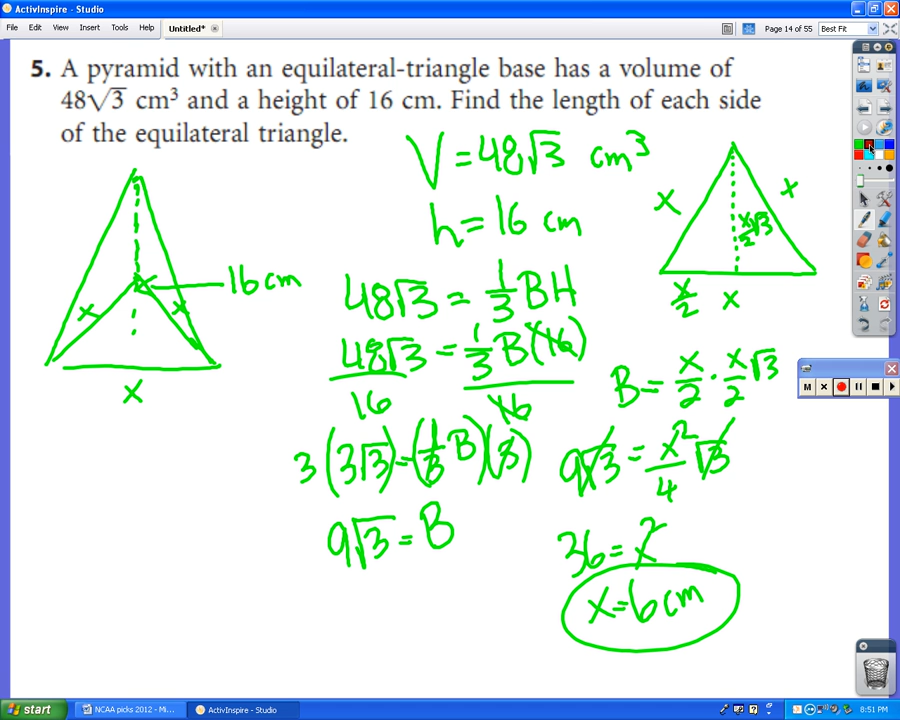 ActivInspire - Studio
File Edit View Insert Tools Help Untitled* Page 14 of 55 Best Fit
5. A pyramid with an equilateral-triangle base has a volume of
48√3 cm³ and a height of 16 cm. Find the length of each side
of the equilateral triangle.
V = 48√3 cm³
h = 16 cm
16 cm
x
x
x
x
x
x/2 √3
x/2
x
48√3 = 1/3 BH
48√3 = 1/3 B(16)
16 16
3(3√3) = (1/3 B)(3)
9√3 = B
B = x/2 · x/2 √3
9√3 = x²/4 √3
36 = x²
x = 6 cm
M
start NCAA picks 2012 - Mi... ActivInspire - Studio 8:51 PM